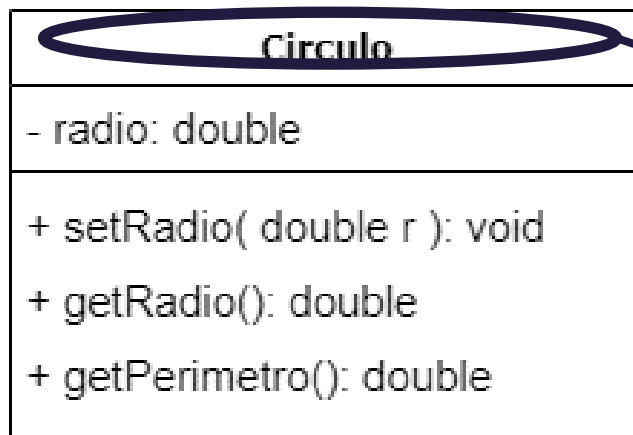 Circulo
- radio: double
+ setRadio( double r ): void
+ getRadio(): double
+ getPerimetro(): double